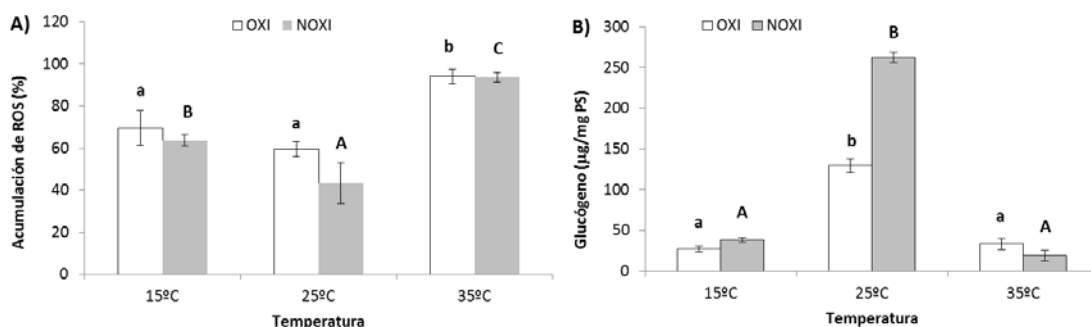 A)
OXI NOXI
Acumulación de ROS (%)
120
100
80
60
40
20
0
a B
a A
b C
15ºC 25ºC 35ºC
Temperatura
B)
OXI NOXI
Glucógeno (µg/mg PS)
300
250
200
150
100
50
0
a A
b B
a A
15ºC 25ºC 35ºC
Temperatura